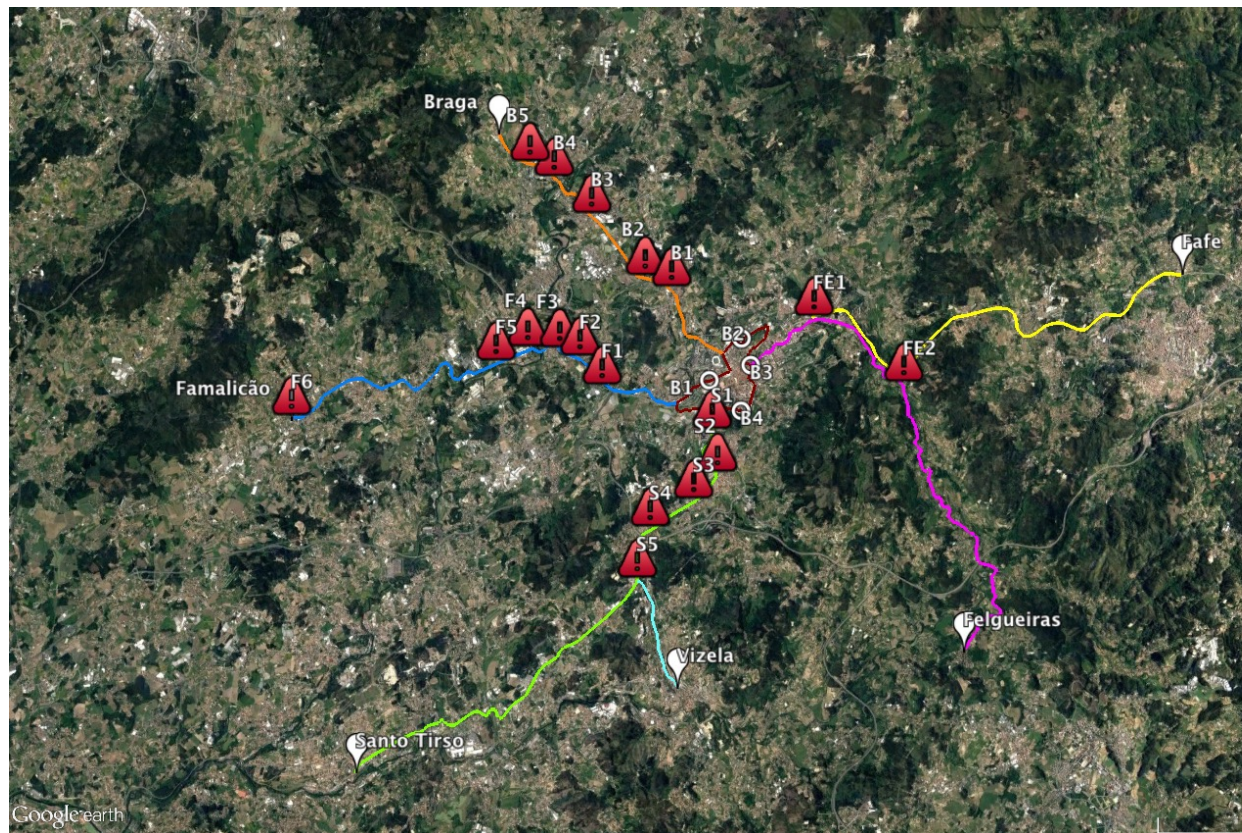 Braga
B5
B4
B3
B2
B1
Fafe
FE1
F4
F3
F5
F2
B2
F1
B3
FE2
Famalicão
F6
B1
S1
B4
S2
S3
S4
S5
Felgueiras
Vizela
Santo Tirso
Google earth